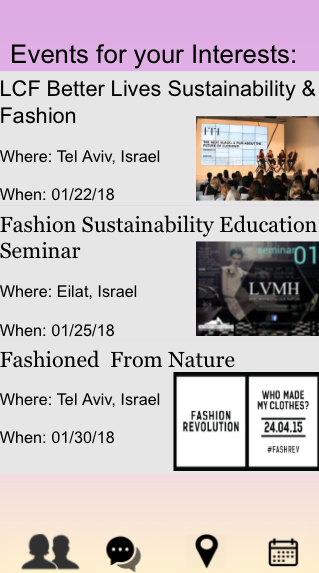 Events for your Interests:
LCF Better Lives Sustainability &
Fashion
Where: Tel Aviv, Israel
When: 01/22/18
Fashion Sustainability Education
Seminar
seminar 01
LVMH
Where: Eilat, Israel
When: 01/25/18
Fashioned From Nature
Where: Tel Aviv, Israel
When: 01/30/18
FASHION
REVOLUTION
WHO MADE
MY CLOTHES?
24.04.15
#FASHREV